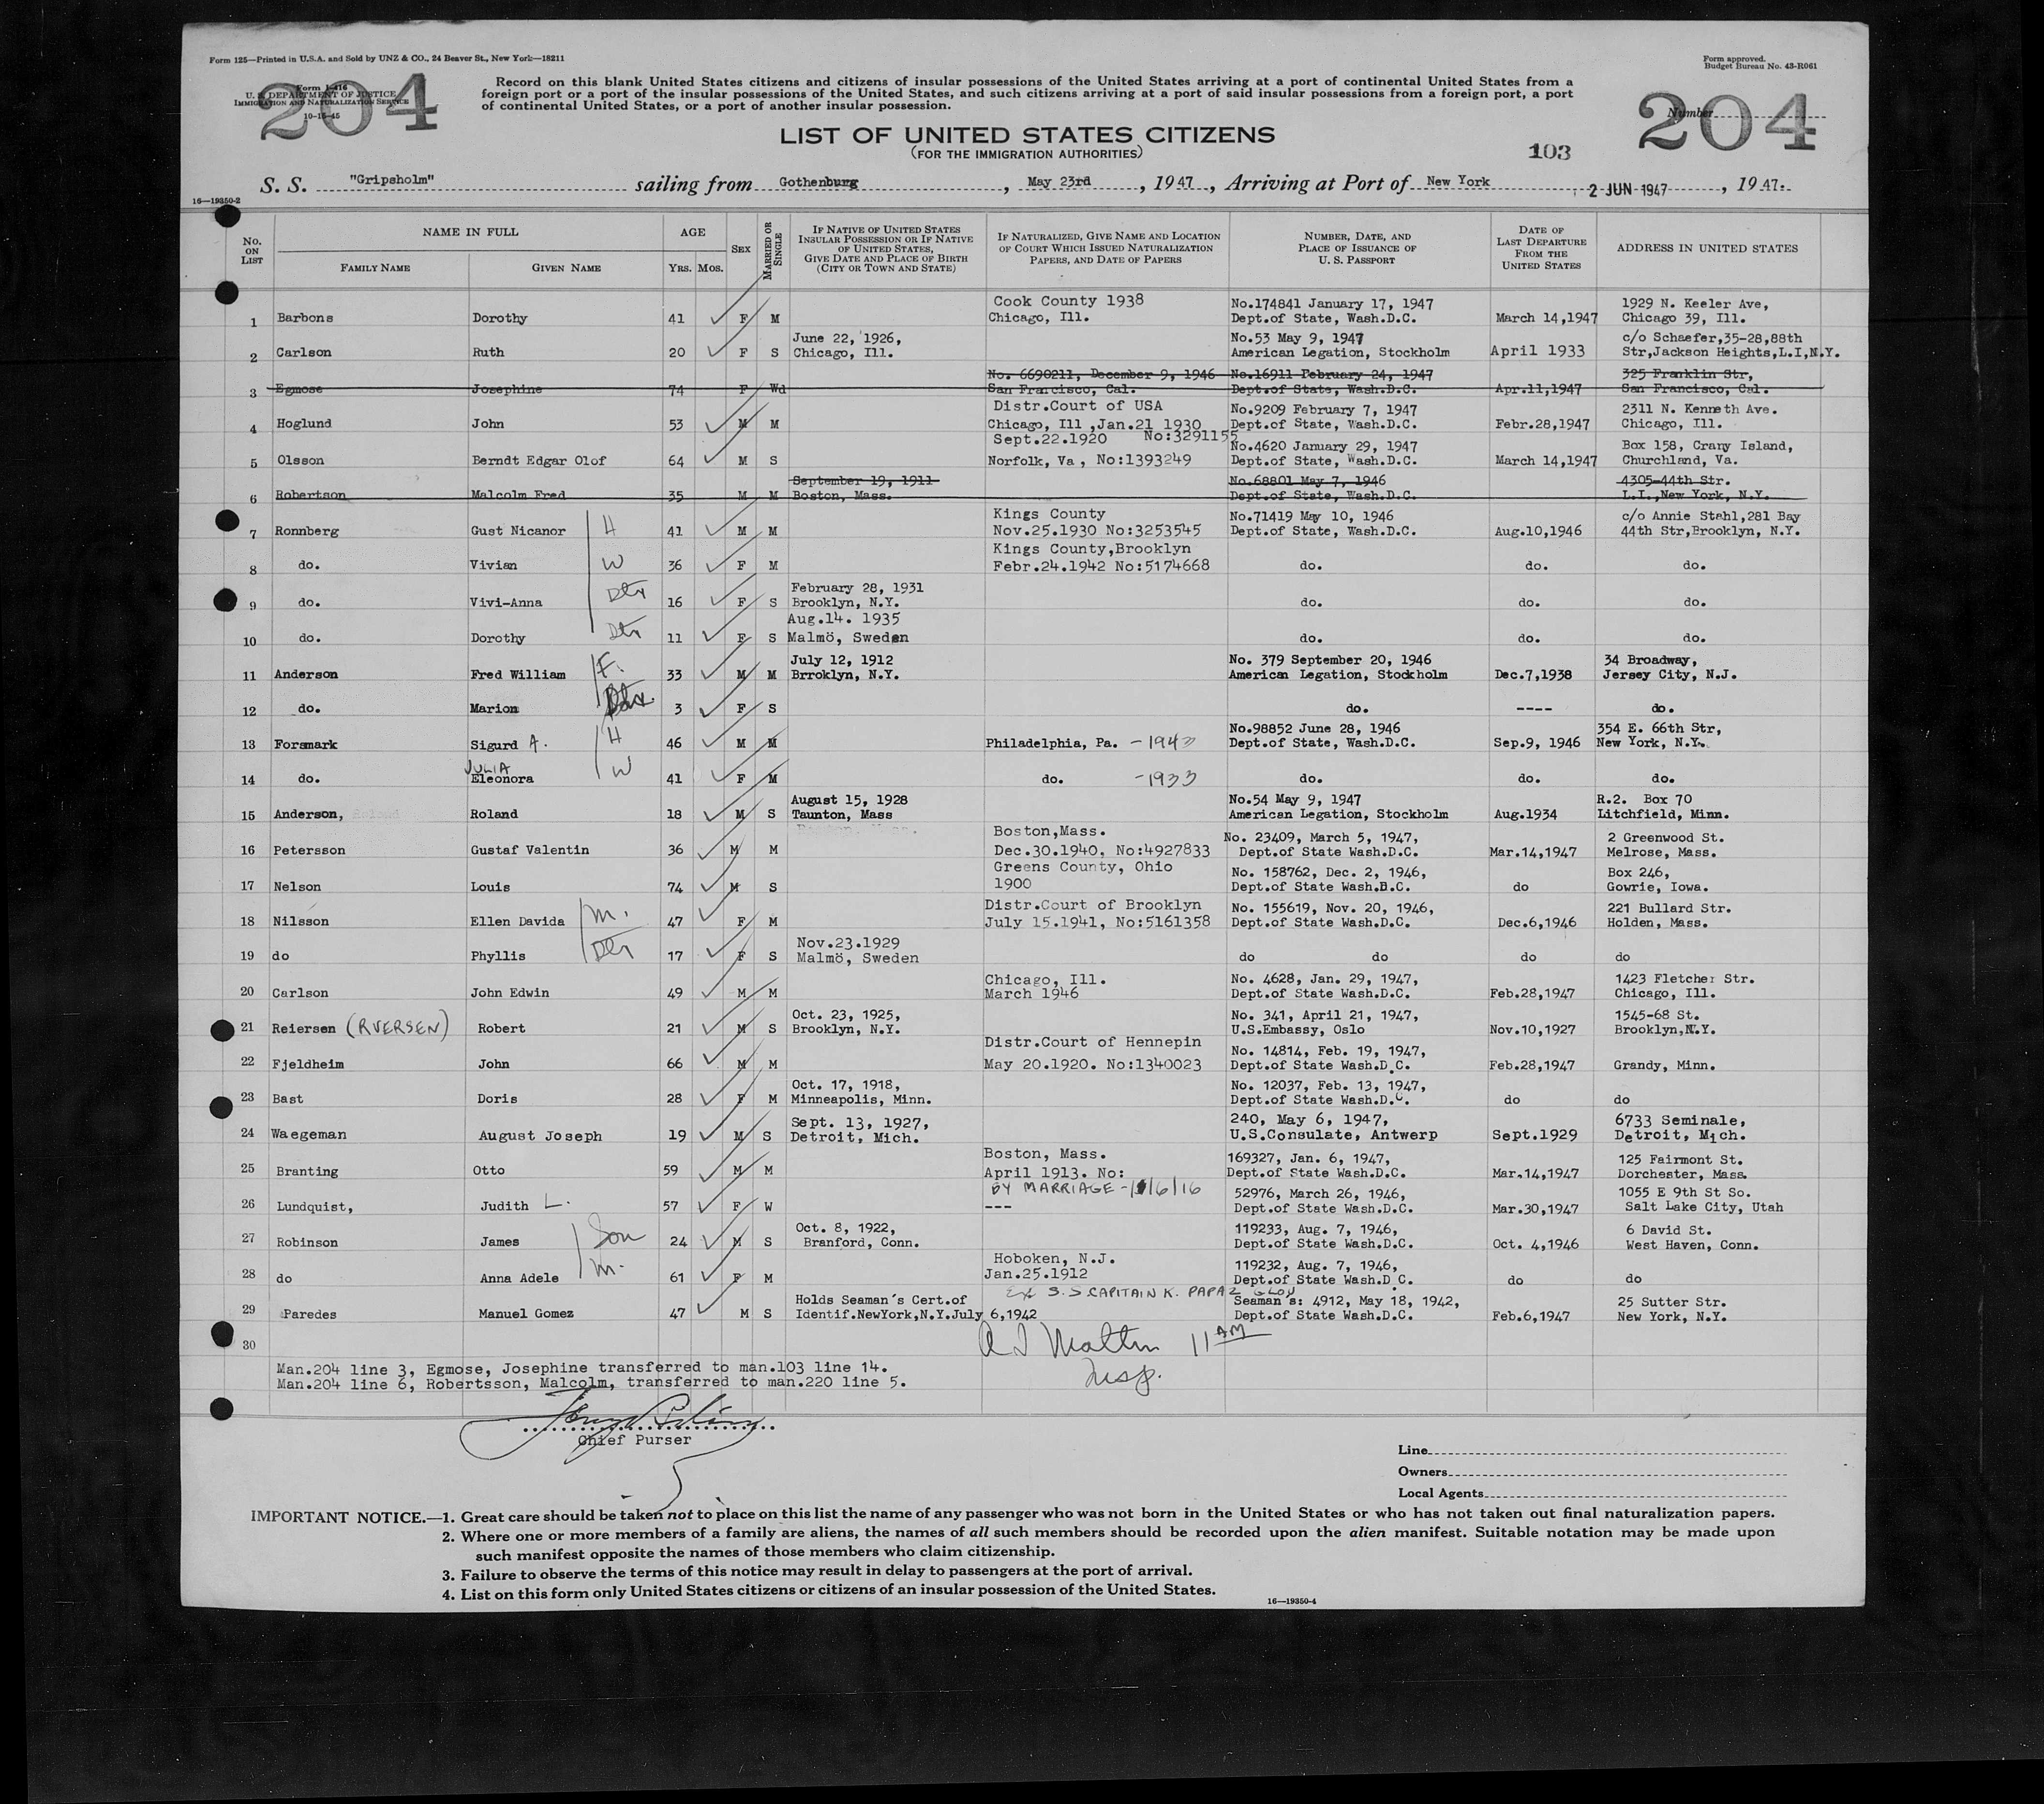 Form 125—Printed in U.S.A. and Sold by UNZ & CO., 24 Beaver St., New York—18211
Form approved.
Budget Bureau No. 43-R061
204
Form I-416
U. S. DEPARTMENT OF JUSTICE
IMMIGRATION AND NATURALIZATION SERVICE
10-15-45
Record on this blank United States citizens and citizens of insular possessions of the United States arriving at a port of continental United States from a
foreign port or a port of the insular possessions of the United States, and such citizens arriving at a port of said insular possessions from a foreign port, a port
of continental United States, or a port of another insular possession.
Number
204
LIST OF UNITED STATES CITIZENS
(FOR THE IMMIGRATION AUTHORITIES)
103
S. S. "Gripsholm" sailing from Gothenburg, May 23rd, 1947, Arriving at Port of New York, 2 JUN 1947, 1947.
16—19350-2
No. ON LIST
NAME IN FULL
FAMILY NAME
GIVEN NAME
AGE
YRS. MOS.
SEX
MARRIED OR SINGLE
IF NATIVE OF UNITED STATES INSULAR POSSESSION OR IF NATIVE OF UNITED STATES, GIVE DATE AND PLACE OF BIRTH (CITY OR TOWN AND STATE)
IF NATURALIZED, GIVE NAME AND LOCATION OF COURT WHICH ISSUED NATURALIZATION PAPERS, AND DATE OF PAPERS
NUMBER, DATE, AND PLACE OF ISSUANCE OF U. S. PASSPORT
DATE OF LAST DEPARTURE FROM THE UNITED STATES
ADDRESS IN UNITED STATES
Cook County 1938 No.174841 January 17, 1947 1929 N. Keeler Ave,
1 Barbons Dorothy 41 F M Chicago, Ill. Dept.of State, Wash.D.C. March 14,1947 Chicago 39, Ill.
June 22, 1926, No.53 May 9, 1947 c/o Schaefer,35-28,88th
2 Carlson Ruth 20 F S Chicago, Ill. American Legation, Stockholm April 1933 Str,Jackson Heights,L.I,N.Y.
No. 6690211, December 9, 1946 No.16911 February 24, 1947 325 Franklin Str,
3 Egmose Josephine 74 F Wd San Francisco, Cal. Dept.of State, Wash.D.C. Apr.11,1947 San Francisco, Cal.
Distr.Court of USA No.9209 February 7, 1947 2311 N. Kenneth Ave.
4 Hoglund John 53 M M Chicago, Ill ,Jan.21 1930 Dept.of State, Wash.D.C. Febr.28,1947 Chicago, Ill.
No:3291155
Sept.22.1920 No.4620 January 29, 1947 Box 158, Crany Island,
5 Olsson Berndt Edgar Olof 64 M S Norfolk, Va , No:1393249 Dept.of State, Wash.D.C. March 14,1947 Churchland, Va.
September 19, 1911 No.68801 May 7, 1946 4305-44th Str.
6 Robertson Malcolm Fred 35 M M Boston, Mass. Dept.of State, Wash.D.C. L.I.,New York, N.Y.
Kings County No.71419 May 10, 1946 c/o Annie Stahl,281 Bay
7 Ronnberg Gust Nicanor H 41 M M Nov.25.1930 No:3253545 Dept.of State, Wash.D.C. Aug.10,1946 44th Str,Brooklyn, N.Y.
Kings County,Brooklyn
8 do. Vivian W 36 F M Febr.24.1942 No:5174668 do. do. do.
February 28, 1931
9 do. Vivi-Anna Dtr 16 F S Brooklyn, N.Y. do. do. do.
Aug.14. 1935
10 do. Dorothy Dtr 11 F S Malmö, Sweden do. do. do.
July 12, 1912 No. 379 September 20, 1946 34 Broadway,
11 Anderson Fred William F. 33 M M Brroklyn, N.Y. American Legation, Stockholm Dec.7,1938 Jersey City, N.J.
12 do. Marion Dtr. 3 F S do. ---- do.
No.98852 June 28, 1946 354 E. 66th Str,
13 Forsmark Sigurd A. H 46 M M Philadelphia, Pa. -1943 Dept.of State, Wash.D.C. Sep.9, 1946 New York, N.Y.
JULIA
14 do. Eleonora W 41 F M do. -1933 do. do. do.
August 15, 1928 No.54 May 9, 1947 R.2. Box 70
15 Anderson, Roland 18 M S Taunton, Mass American Legation, Stockholm Aug.1934 Litchfield, Minn.
Boston,Mass. No. 23409, March 5, 1947, 2 Greenwood St.
16 Petersson Gustaf Valentin 36 M M Dec.30.1940, No:4927833 Dept.of State Wash.D.C. Mar.14,1947 Melrose, Mass.
Greens County, Ohio No. 158762, Dec. 2, 1946, Box 246,
17 Nelson Louis 74 M S 1900 Dept.of State Wash.D.C. do Gowrie, Iowa.
Distr.Court of Brooklyn No. 155619, Nov. 20, 1946, 221 Bullard Str.
18 Nilsson Ellen Davida m. 47 F M July 15.1941, No:5161358 Dept.of State Wash.D.C. Dec.6,1946 Holden, Mass.
Nov.23.1929
19 do Phyllis Dtr 17 F S Malmö, Sweden do do do do
Chicago, Ill. No. 4628, Jan. 29, 1947, 1423 Fletcher Str.
20 Carlson John Edwin 49 M M March 1946 Dept.of State Wash.D.C. Feb.28,1947 Chicago, Ill.
Oct. 23, 1925, No. 341, April 21, 1947, 1545-68 St.
21 Reiersen (RVERSEN) Robert 21 M S Brooklyn, N.Y. U.S.Embassy, Oslo Nov.10,1927 Brooklyn,N.Y.
Distr.Court of Hennepin No. 14814, Feb. 19, 1947,
22 Fjeldheim John 66 M M May 20.1920. No:1340023 Dept.of State Wash.D.C. Feb.28,1947 Grandy, Minn.
Oct. 17, 1918, No. 12037, Feb. 13, 1947,
23 Bast Doris 28 F M Minneapolis, Minn. Dept.of State Wash.D.C. do do
Sept. 13, 1927, 240, May 6, 1947, 6733 Seminale,
24 Waegeman August Joseph 19 M S Detroit, Mich. U.S.Consulate, Antwerp Sept.1929 Detroit, Mich.
Boston, Mass. 169327, Jan. 6, 1947, 125 Fairmont St.
25 Branting Otto 59 M M April 1913. No: Dept.of State Wash.D.C. Mar.14,1947 Dorchester, Mass.
BY MARRIAGE - /6/16 52976, March 26, 1946, 1055 E 9th St So.
26 Lundquist, Judith L. 57 F W --- Dept.of State Wash.D.C. Mar.30,1947 Salt Lake City, Utah
Oct. 8, 1922, 119233, Aug. 7, 1946, 6 David St.
27 Robinson James Son 24 M S Branford, Conn. Dept.of State Wash.D.C. Oct. 4,1946 West Haven, Conn.
Hoboken, N.J. 119232, Aug. 7, 1946,
28 do Anna Adele m. 61 F M Jan.25.1912 Dept.of State Wash.D.C. do do
Ex S.S CAPITAIN K. PAPAZ GLOU
Holds Seaman's Cert.of Seaman's: 4912, May 18, 1942, 25 Sutter Str.
29 Paredes Manuel Gomez 47 M S Identif.NewYork,N.Y.July 6,1942 Dept.of State Wash.D.C. Feb.6,1947 New York, N.Y.
30
11 AM
Insp.
Man.204 line 3, Egmose, Josephine transferred to man.103 line 14.
Man.204 line 6, Robertsson, Malcolm, transferred to man.220 line 5.
Chief Purser
5
Line
Owners
Local Agents
IMPORTANT NOTICE.—1. Great care should be taken not to place on this list the name of any passenger who was not born in the United States or who has not taken out final naturalization papers.
2. Where one or more members of a family are aliens, the names of all such members should be recorded upon the alien manifest. Suitable notation may be made upon
such manifest opposite the names of those members who claim citizenship.
3. Failure to observe the terms of this notice may result in delay to passengers at the port of arrival.
4. List on this form only United States citizens or citizens of an insular possession of the United States.
16—19350-4